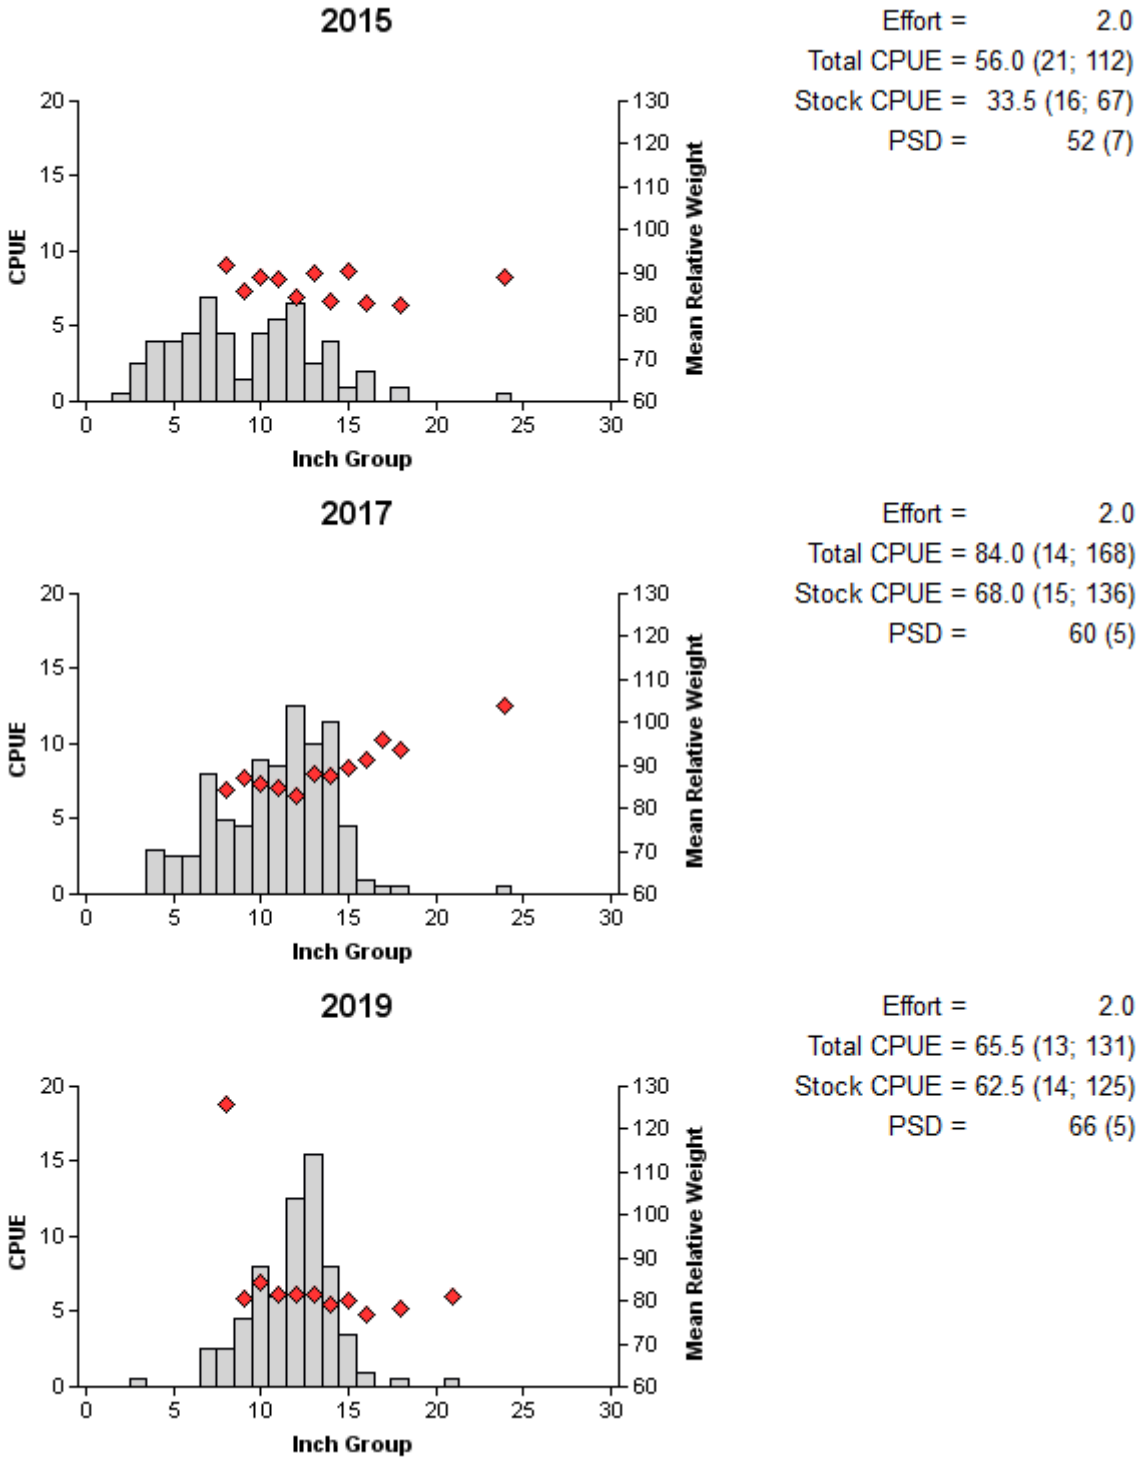 2015
Effort = 2.0
Total CPUE = 56.0 (21; 112)
Stock CPUE = 33.5 (16; 67)
PSD = 52 (7)
20
15
10
5
0
CPUE
130
120
110
100
90
80
70
60
Mean Relative Weight
0 5 10 15 20 25 30
Inch Group
2017
Effort = 2.0
Total CPUE = 84.0 (14; 168)
Stock CPUE = 68.0 (15; 136)
PSD = 60 (5)
20
15
10
5
0
CPUE
130
120
110
100
90
80
70
60
Mean Relative Weight
0 5 10 15 20 25 30
Inch Group
2019
Effort = 2.0
Total CPUE = 65.5 (13; 131)
Stock CPUE = 62.5 (14; 125)
PSD = 66 (5)
20
15
10
5
0
CPUE
130
120
110
100
90
80
70
60
Mean Relative Weight
0 5 10 15 20 25 30
Inch Group